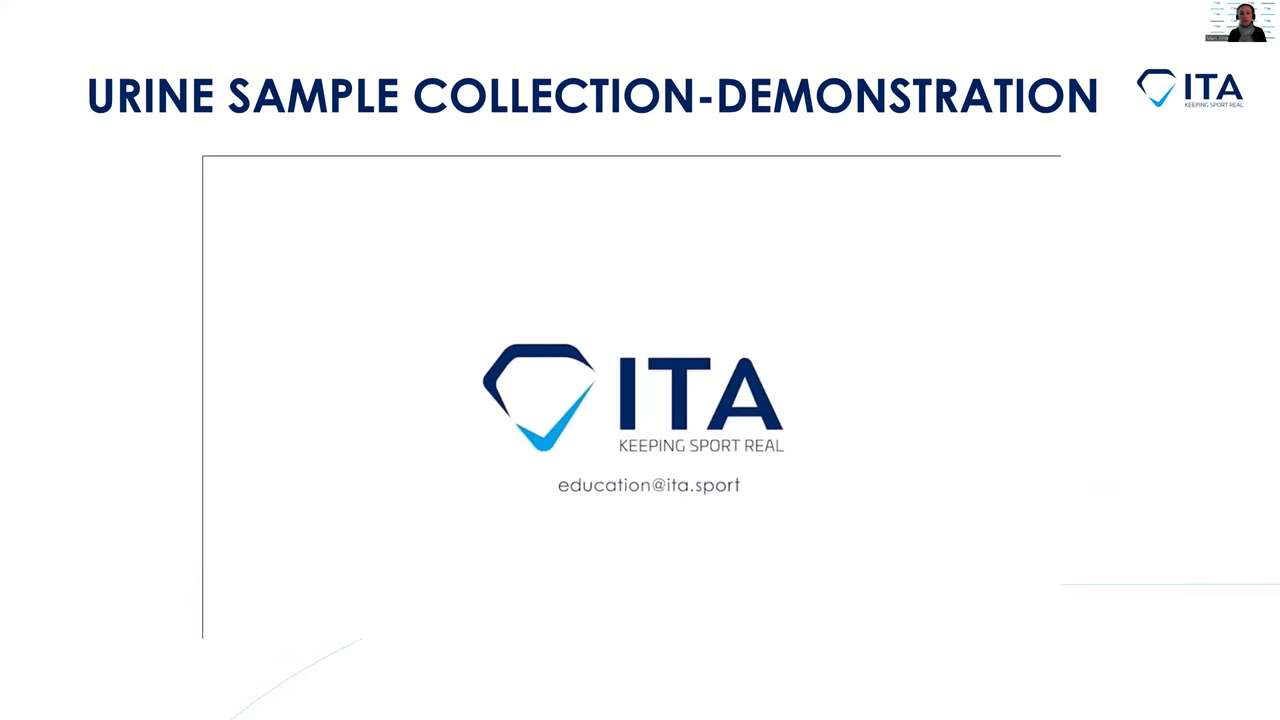 URINE SAMPLE COLLECTION-DEMONSTRATION
ITA
KEEPING SPORT REAL
ITA
KEEPING SPORT REAL
education@ita.sport